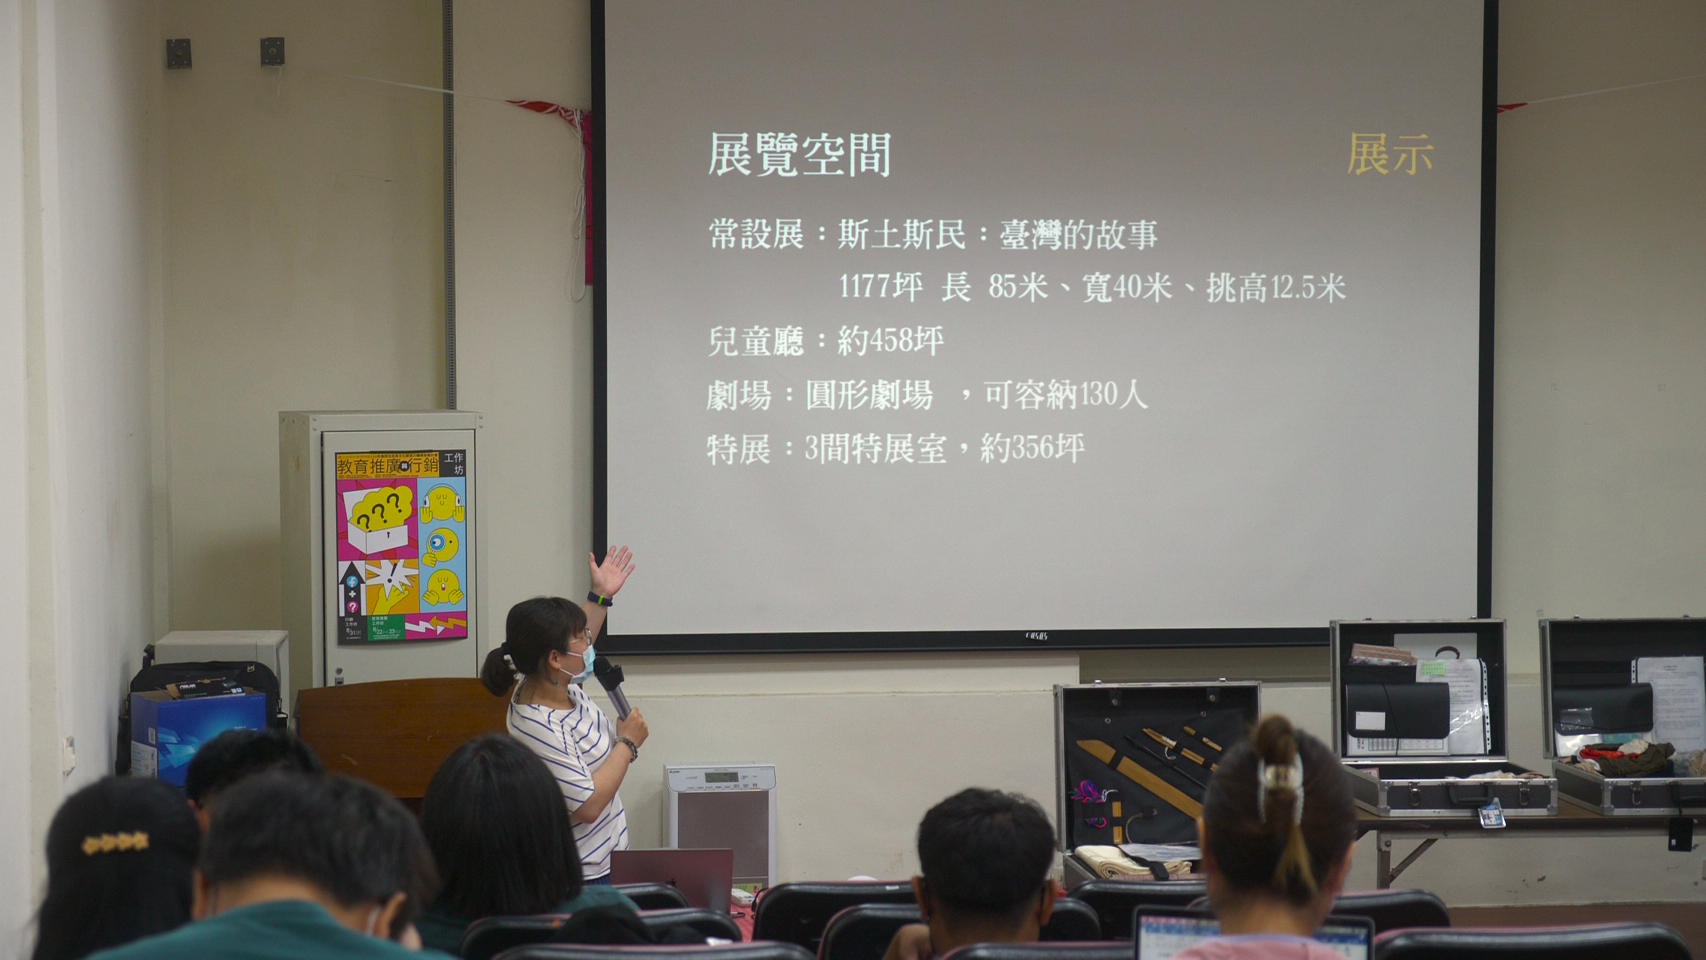 展覽空間
展示
常設展：斯土斯民：臺灣的故事
1177坪 長 85米、寬40米、挑高12.5米
兒童廳：約458坪
劇場：圓形劇場 ，可容納130人
特展：3間特展室，約356坪
教育推廣與行銷
工作坊
???